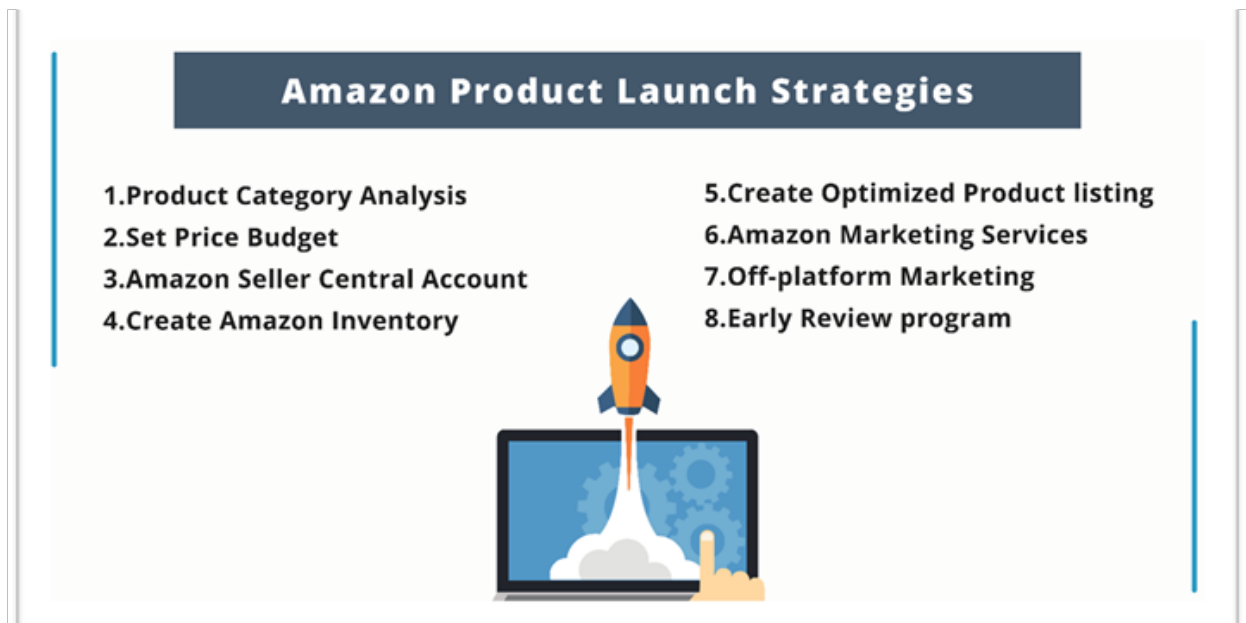 Amazon Product Launch Strategies
1.Product Category Analysis
2.Set Price Budget
3.Amazon Seller Central Account
4.Create Amazon Inventory
5.Create Optimized Product listing
6.Amazon Marketing Services
7.Off-platform Marketing
8.Early Review program